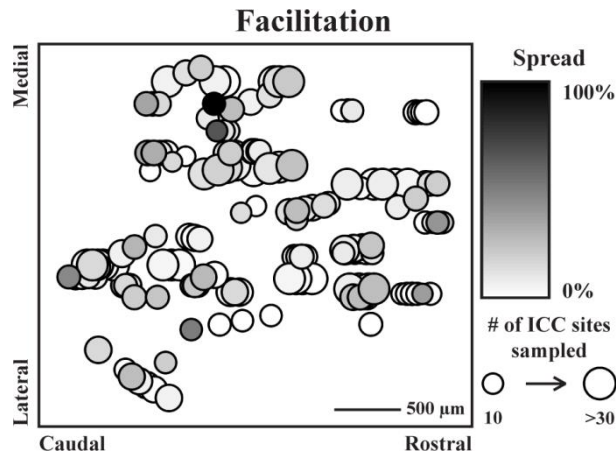 Facilitation
Medial
Lateral
Caudal
Rostral
500 µm
Spread
100%
0%
# of ICC sites
sampled
10
>30